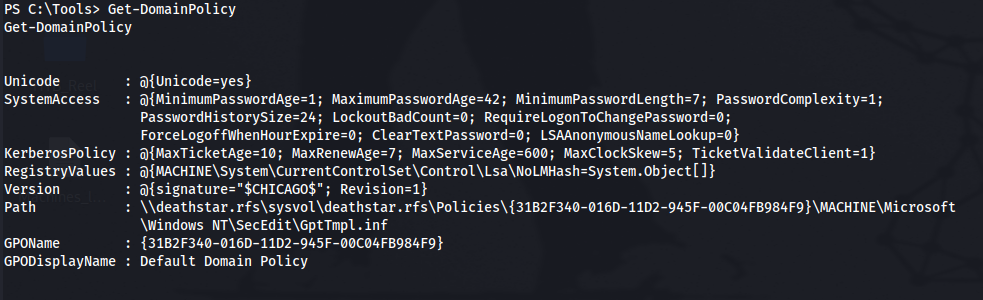 PS C:\Tools> Get-DomainPolicy
Get-DomainPolicy
Unicode : @{Unicode=yes}
SystemAccess : @{MinimumPasswordAge=1; MaximumPasswordAge=42; MinimumPasswordLength=7; PasswordComplexity=1;
PasswordHistorySize=24; LockoutBadCount=0; RequireLogonToChangePassword=0;
ForceLogoffWhenHourExpire=0; ClearTextPassword=0; LSAAnonymousNameLookup=0}
KerberosPolicy : @{MaxTicketAge=10; MaxRenewAge=7; MaxServiceAge=600; MaxClockSkew=5; TicketValidateClient=1}
RegistryValues : @{MACHINE\System\CurrentControlSet\Control\Lsa\NoLMHash=System.Object[]}
Version : @{signature="$CHICAGO$"; Revision=1}
Path : \\deathstar.rfs\sysvol\deathstar.rfs\Policies\{31B2F340-016D-11D2-945F-00C04FB984F9}\MACHINE\Microsoft
\Windows NT\SecEdit\GptTmpl.inf
GPOName : {31B2F340-016D-11D2-945F-00C04FB984F9}
GPODisplayName : Default Domain Policy